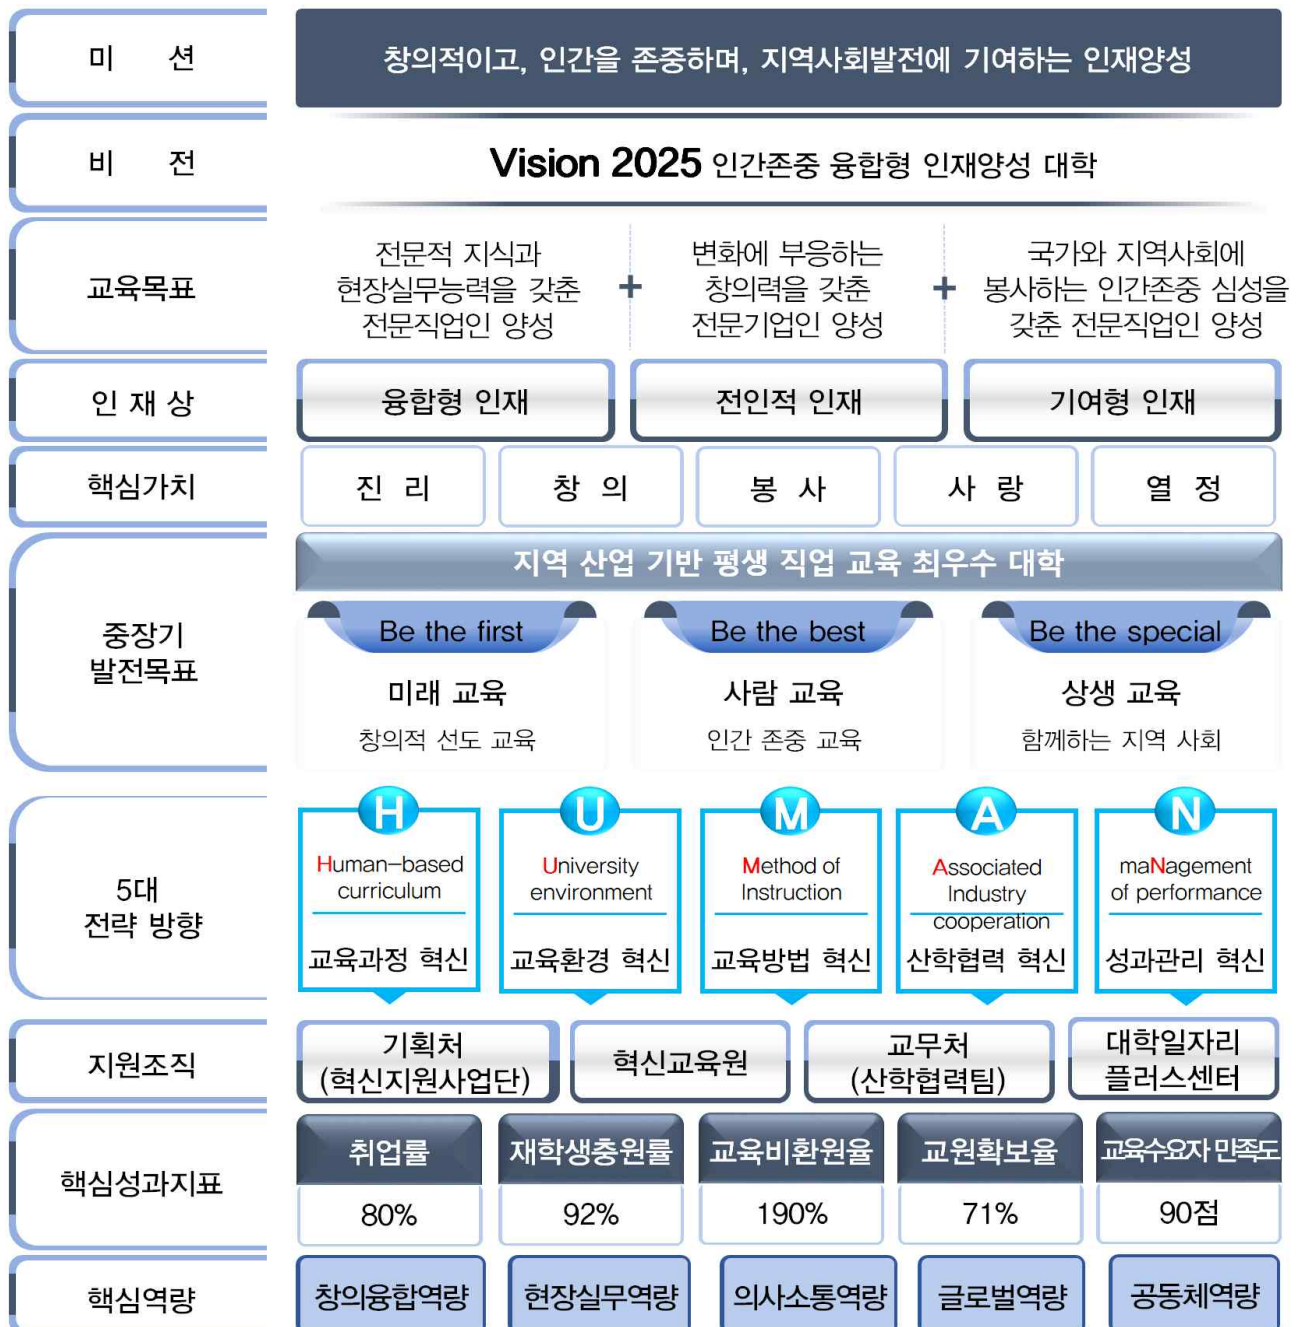 미 션
창의적이고, 인간을 존중하며, 지역사회발전에 기여하는 인재양성
비 전
Vision 2025 인간존중 융합형 인재양성 대학
교육목표
전문적 지식과
현장실무능력을 갖춘
전문직업인 양성
+
변화에 부응하는
창의력을 갖춘
전문기업인 양성
+
국가와 지역사회에
봉사하는 인간존중 심성을
갖춘 전문직업인 양성
인 재 상
융합형 인재
전인적 인재
기여형 인재
핵심가치
진 리
창 의
봉 사
사 랑
열 정
중장기
발전목표
지역 산업 기반 평생 직업 교육 최우수 대학
Be the first
미래 교육
창의적 선도 교육
Be the best
사람 교육
인간 존중 교육
Be the special
상생 교육
함께하는 지역 사회
5대
전략 방향
H
Human-based
curriculum
교육과정 혁신
U
University
environment
교육환경 혁신
M
Method of
Instruction
교육방법 혁신
A
Associated
Industry
cooperation
산학협력 혁신
N
maNagement
of performance
성과관리 혁신
지원조직
기획처
(혁신지원사업단)
혁신교육원
교무처
(산학협력팀)
대학일자리
플러스센터
핵심성과지표
취업률
80%
재학생충원률
92%
교육비환원율
190%
교원확보율
71%
교육수요자 만족도
90점
핵심역량
창의융합역량
현장실무역량
의사소통역량
글로벌역량
공동체역량